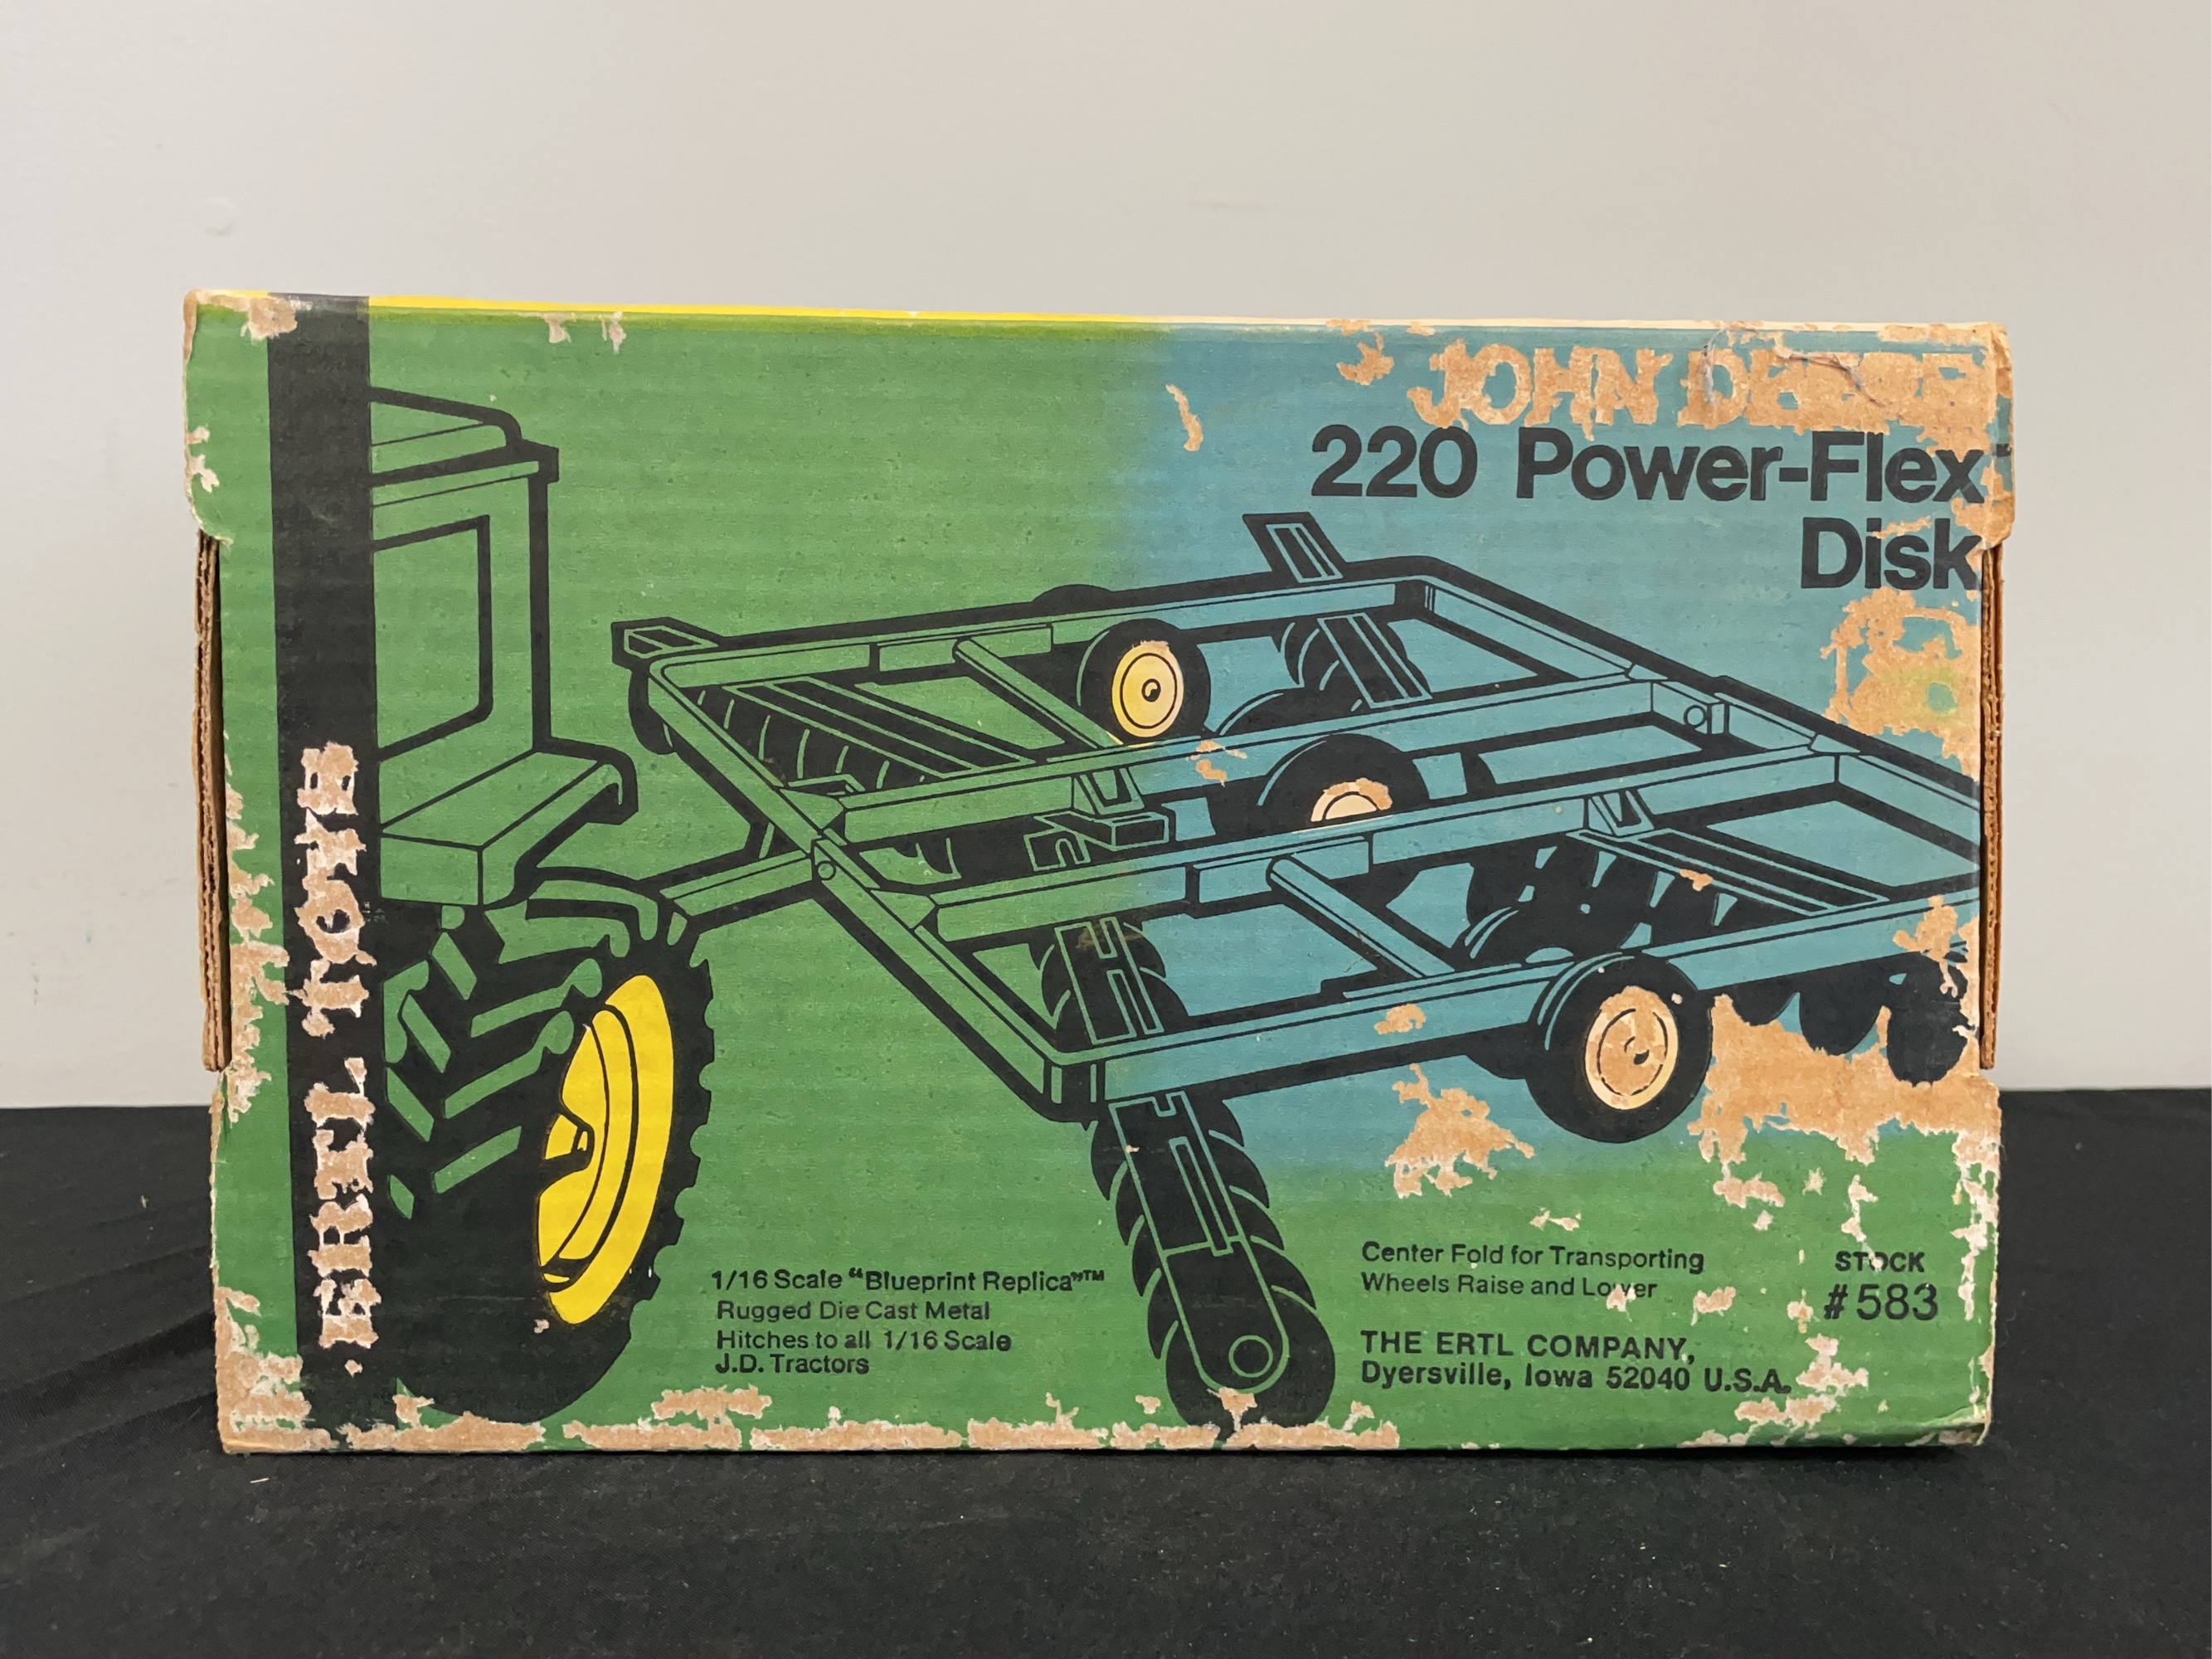 JOHN DEERE
220 Power-Flex
Disk
ERTL TOYS
1/16 Scale “Blueprint Replica”™
Rugged Die Cast Metal
Hitches to all 1/16 Scale
J.D. Tractors
Center Fold for Transporting
Wheels Raise and Lower
THE ERTL COMPANY,
Dyersville, Iowa 52040 U.S.A.
STOCK
#583